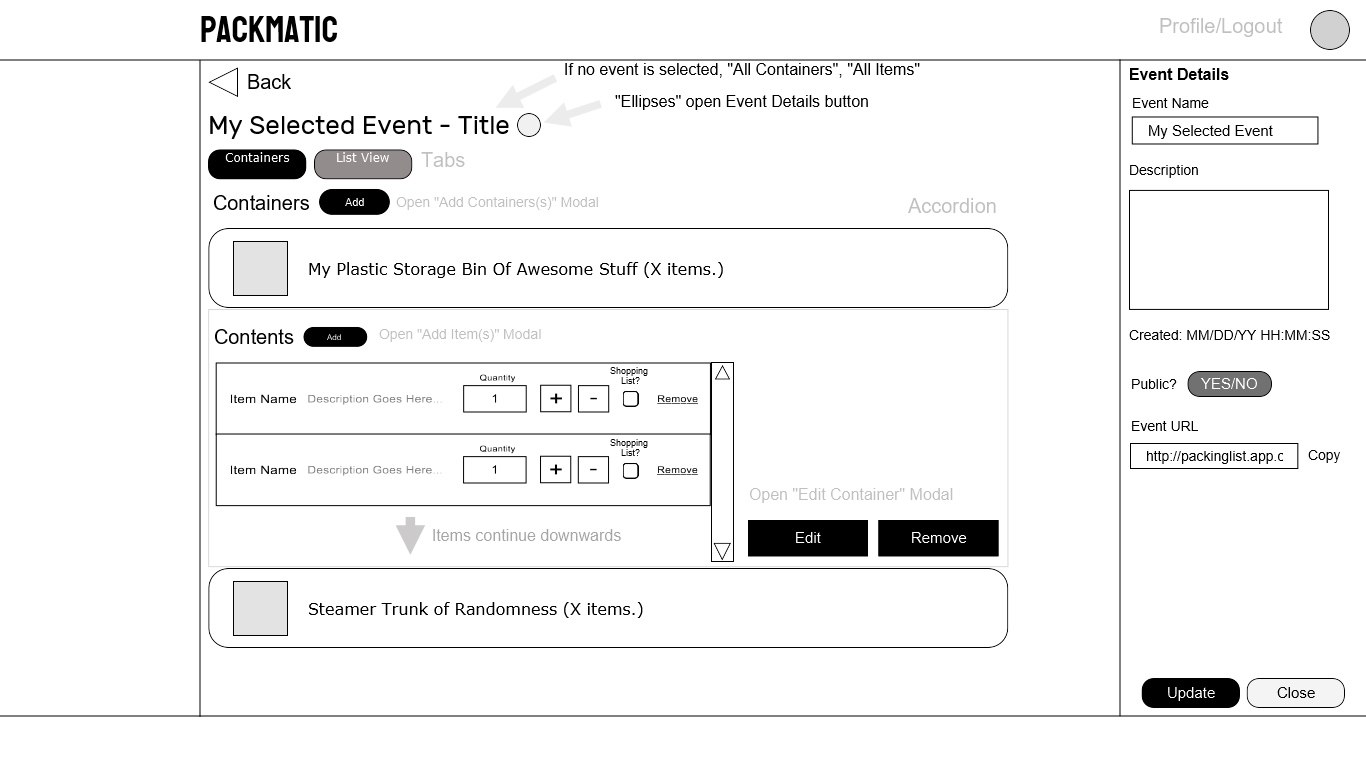 PACKMATIC
Profile/Logout
Back
If no event is selected, "All Containers", "All Items"
"Ellipses" open Event Details button
My Selected Event - Title
Containers
List View
Tabs
Containers
Add
Open "Add Containers(s)" Modal
Accordion
My Plastic Storage Bin Of Awesome Stuff (X items.)
Contents
Add
Open "Add Item(s)" Modal
Item Name
Description Goes Here...
Quantity
1
+
-
Shopping
List?
Remove
Item Name
Description Goes Here...
Quantity
1
+
-
Shopping
List?
Remove
Items continue downwards
Open "Edit Container" Modal
Edit
Remove
Steamer Trunk of Randomness (X items.)
Event Details
Event Name
My Selected Event
Description
Created: MM/DD/YY HH:MM:SS
Public?
YES/NO
Event URL
http://packinglist.app.c
Copy
Update
Close